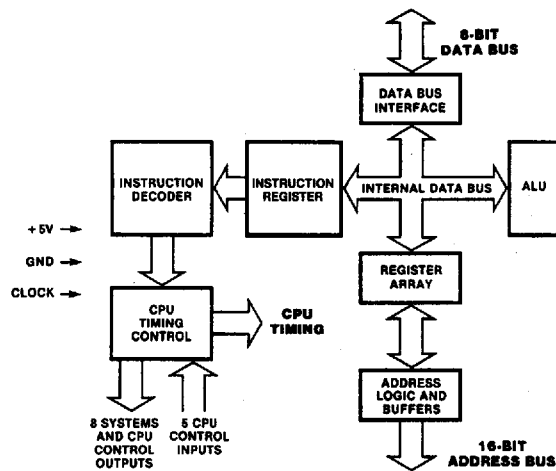 8-BIT
DATA BUS
DATA BUS
INTERFACE
INSTRUCTION
DECODER
INSTRUCTION
REGISTER
INTERNAL DATA BUS
ALU
+5V
GND
CLOCK
REGISTER
ARRAY
CPU
TIMING
CONTROL
CPU
TIMING
ADDRESS
LOGIC AND
BUFFERS
8 SYSTEMS
AND CPU
CONTROL
OUTPUTS
5 CPU
CONTROL
INPUTS
16-BIT
ADDRESS BUS